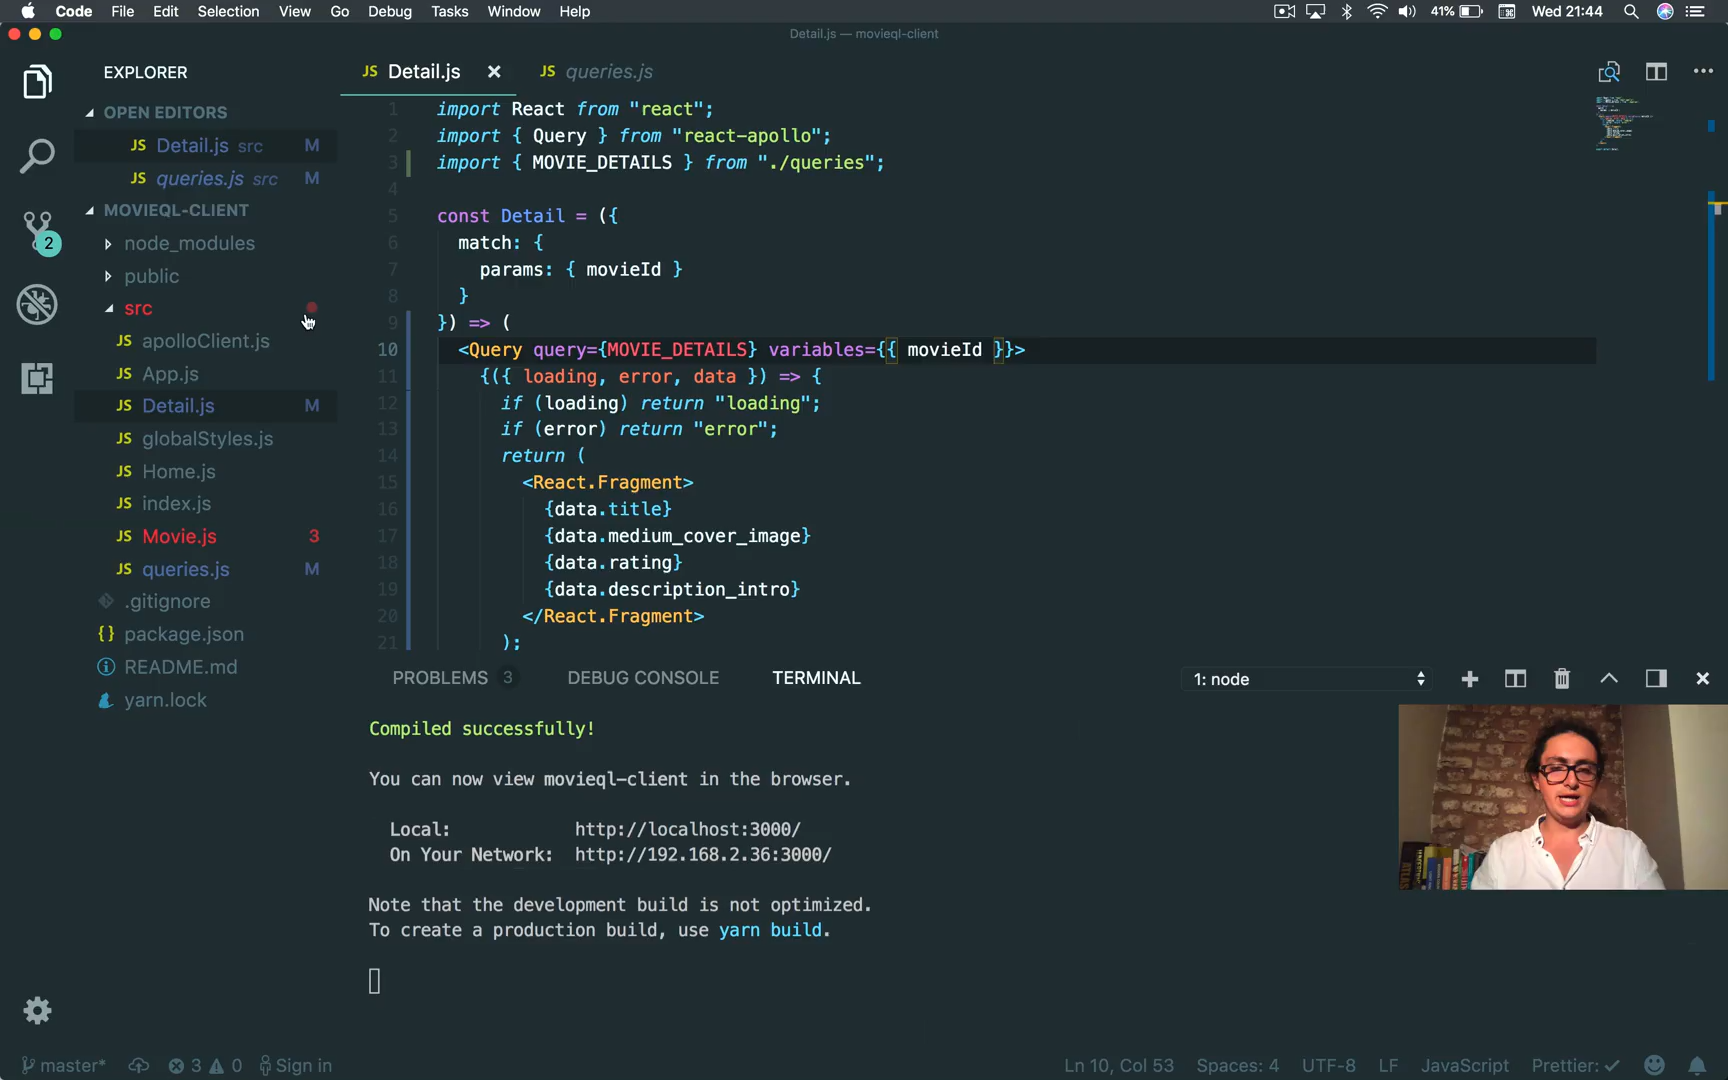 Code File Edit Selection View Go Debug Tasks Window Help 41% Wed 21:44
Detail.js — movieql-client
EXPLORER
OPEN EDITORS
JS Detail.js src M
JS queries.js src M
MOVIEQL-CLIENT
node_modules
public
src
JS apolloClient.js
JS App.js
JS Detail.js M
JS globalStyles.js
JS Home.js
JS index.js
JS Movie.js 3
JS queries.js M
.gitignore
{} package.json
README.md
yarn.lock
2
JS Detail.js JS queries.js
1 import React from "react";
2 import { Query } from "react-apollo";
3 import { MOVIE_DETAILS } from "./queries";
4
5 const Detail = ({
6 match: {
7 params: { movieId }
8 }
9 }) => (
10 <Query query={MOVIE_DETAILS} variables={{ movieId }}>
11 {({ loading, error, data }) => {
12 if (loading) return "loading";
13 if (error) return "error";
14 return (
15 <React.Fragment>
16 {data.title}
17 {data.medium_cover_image}
18 {data.rating}
19 {data.description_intro}
20 </React.Fragment>
21 );
PROBLEMS 3 DEBUG CONSOLE TERMINAL 1: node
Compiled successfully!
You can now view movieql-client in the browser.
Local: http://localhost:3000/
On Your Network: http://192.168.2.36:3000/
Note that the development build is not optimized.
To create a production build, use yarn build.
master* 3 0 Sign in Ln 10, Col 53 Spaces: 4 UTF-8 LF JavaScript Prettier: ✓